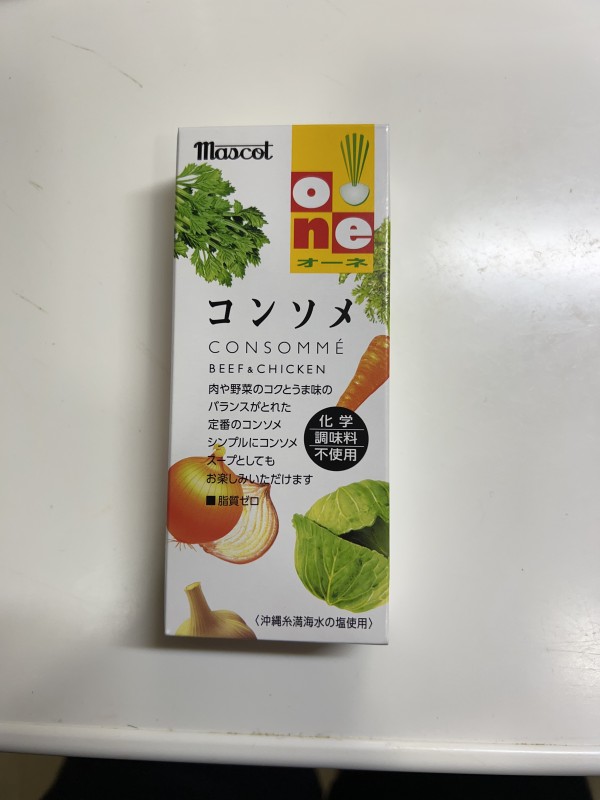 mascot
one
オーネ
コンソメ
CONSOMMÉ
BEEF & CHICKEN
肉や野菜のコクとうま味の
バランスがとれた
定番のコンソメ
シンプルにコンソメ
スープとしても
お楽しみいただけます
■脂質ゼロ
化学
調味料
不使用
〈沖縄糸満海水の塩使用〉